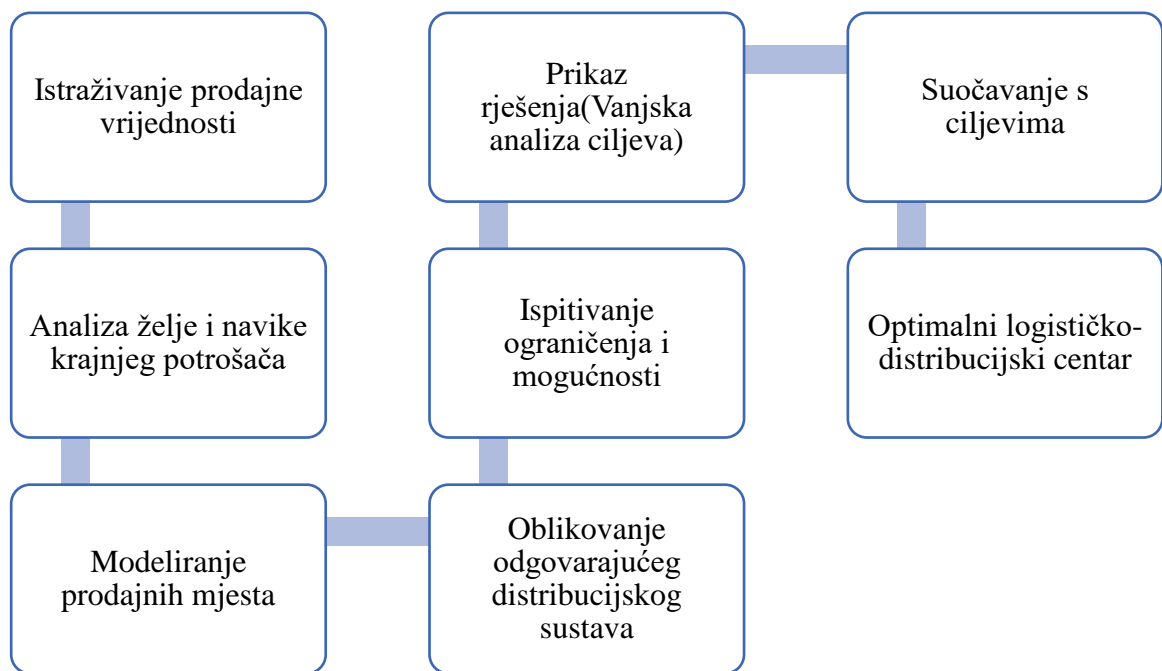 Istraživanje prodajne
vrijednosti
Analiza želje i navike
krajnjeg potrošača
Modeliranje
prodajnih mjesta
Oblikovanje
odgovarajućeg
distribucijskog
sustava
Ispitivanje
ograničenja i
mogućnosti
Prikaz
rješenja(Vanjska
analiza ciljeva)
Suočavanje s
ciljevima
Optimalni logističko-
distribucijski centar